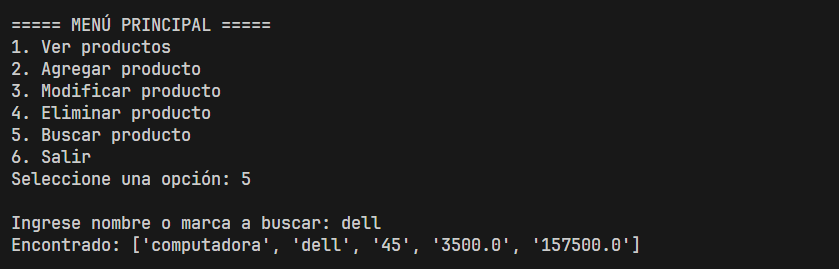 ===== MENÚ PRINCIPAL =====
1. Ver productos
2. Agregar producto
3. Modificar producto
4. Eliminar producto
5. Buscar producto
6. Salir
Seleccione una opción: 5
Ingrese nombre o marca a buscar: dell
Encontrado: ['computadora', 'dell', '45', '3500.0', '157500.0']